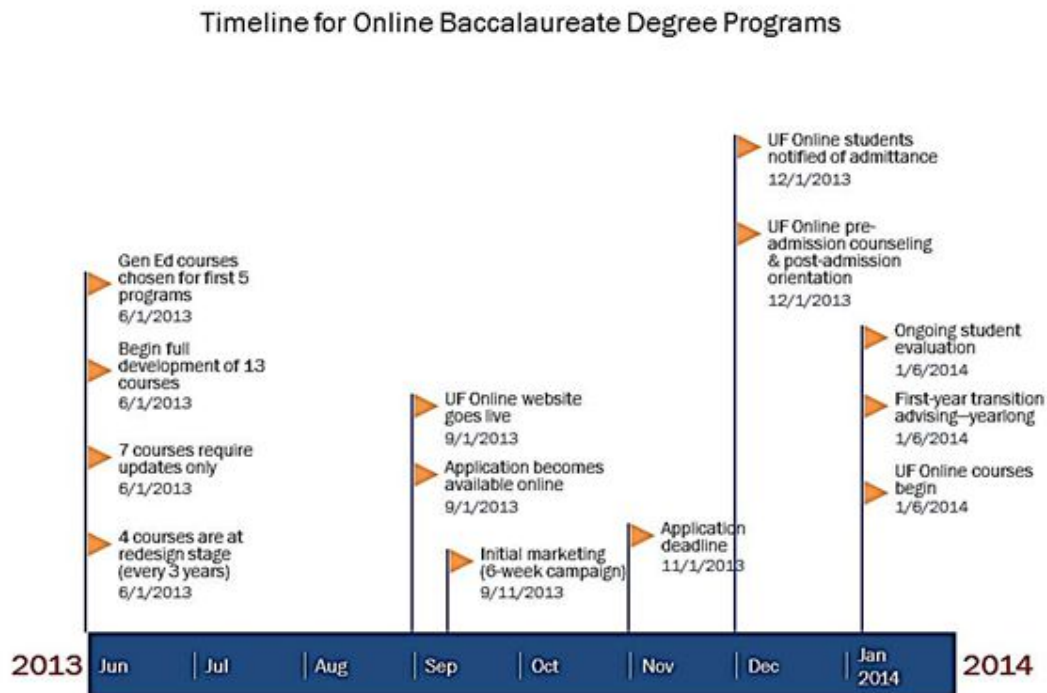 Timeline for Online Baccalaureate Degree Programs
UF Online students
notified of admittance
12/1/2013
UF Online pre-
admission counseling
& post-admission
orientation
12/1/2013
Gen Ed courses
chosen for first 5
programs
6/1/2013
Begin full
development of 13
courses
6/1/2013
7 courses require
updates only
6/1/2013
4 courses are at
redesign stage
(every 3 years)
6/1/2013
UF Online website
goes live
9/1/2013
Application becomes
available online
9/1/2013
Initial marketing
(6-week campaign)
9/11/2013
Application
deadline
11/1/2013
Ongoing student
evaluation
1/6/2014
First-year transition
advising—yearlong
1/6/2014
UF Online courses
begin
1/6/2014
2013
Jun
Jul
Aug
Sep
Oct
Nov
Dec
Jan
2014
2014